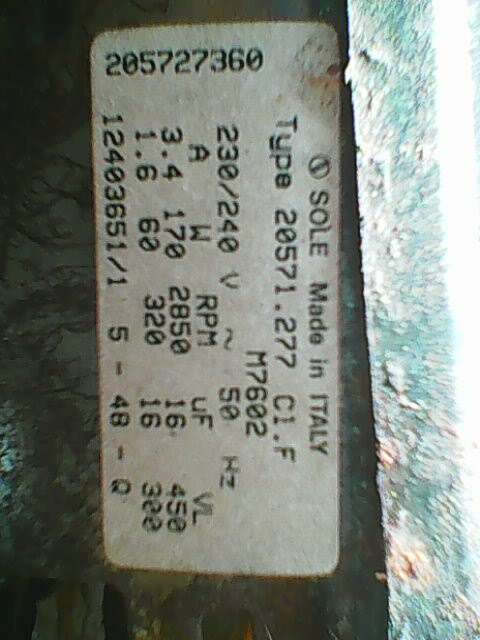 SOLE Made in ITALY
Type 20571.277 Cl.F
M7602
230/240 V ~ 50 Hz
A W RPM uF VL
3.4 170 2850 16 450
1.6 60 320 16 300
12403651/1 5 - 48 - Q
205727360